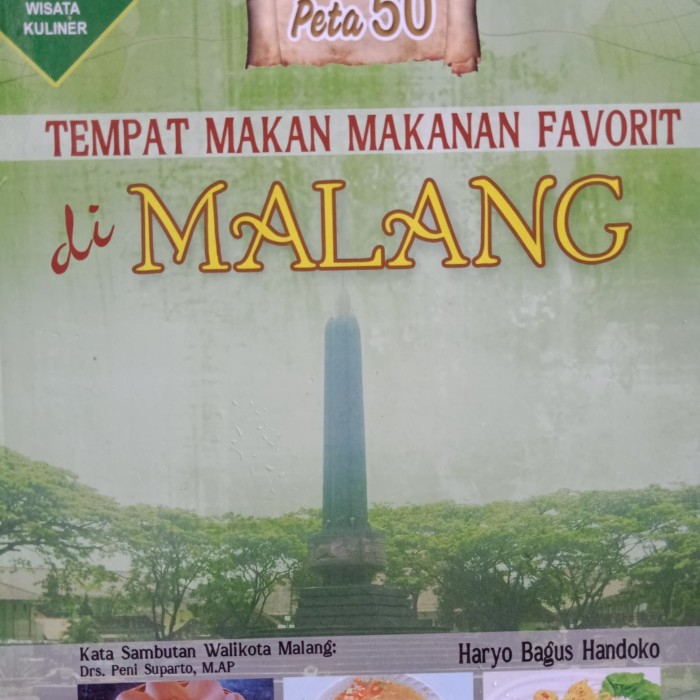 WISATA
KULINER
Peta 50
TEMPAT MAKAN MAKANAN FAVORIT
di MALANG
Kata Sambutan Walikota Malang:
Drs. Peni Suparto, M.AP
Haryo Bagus Handoko